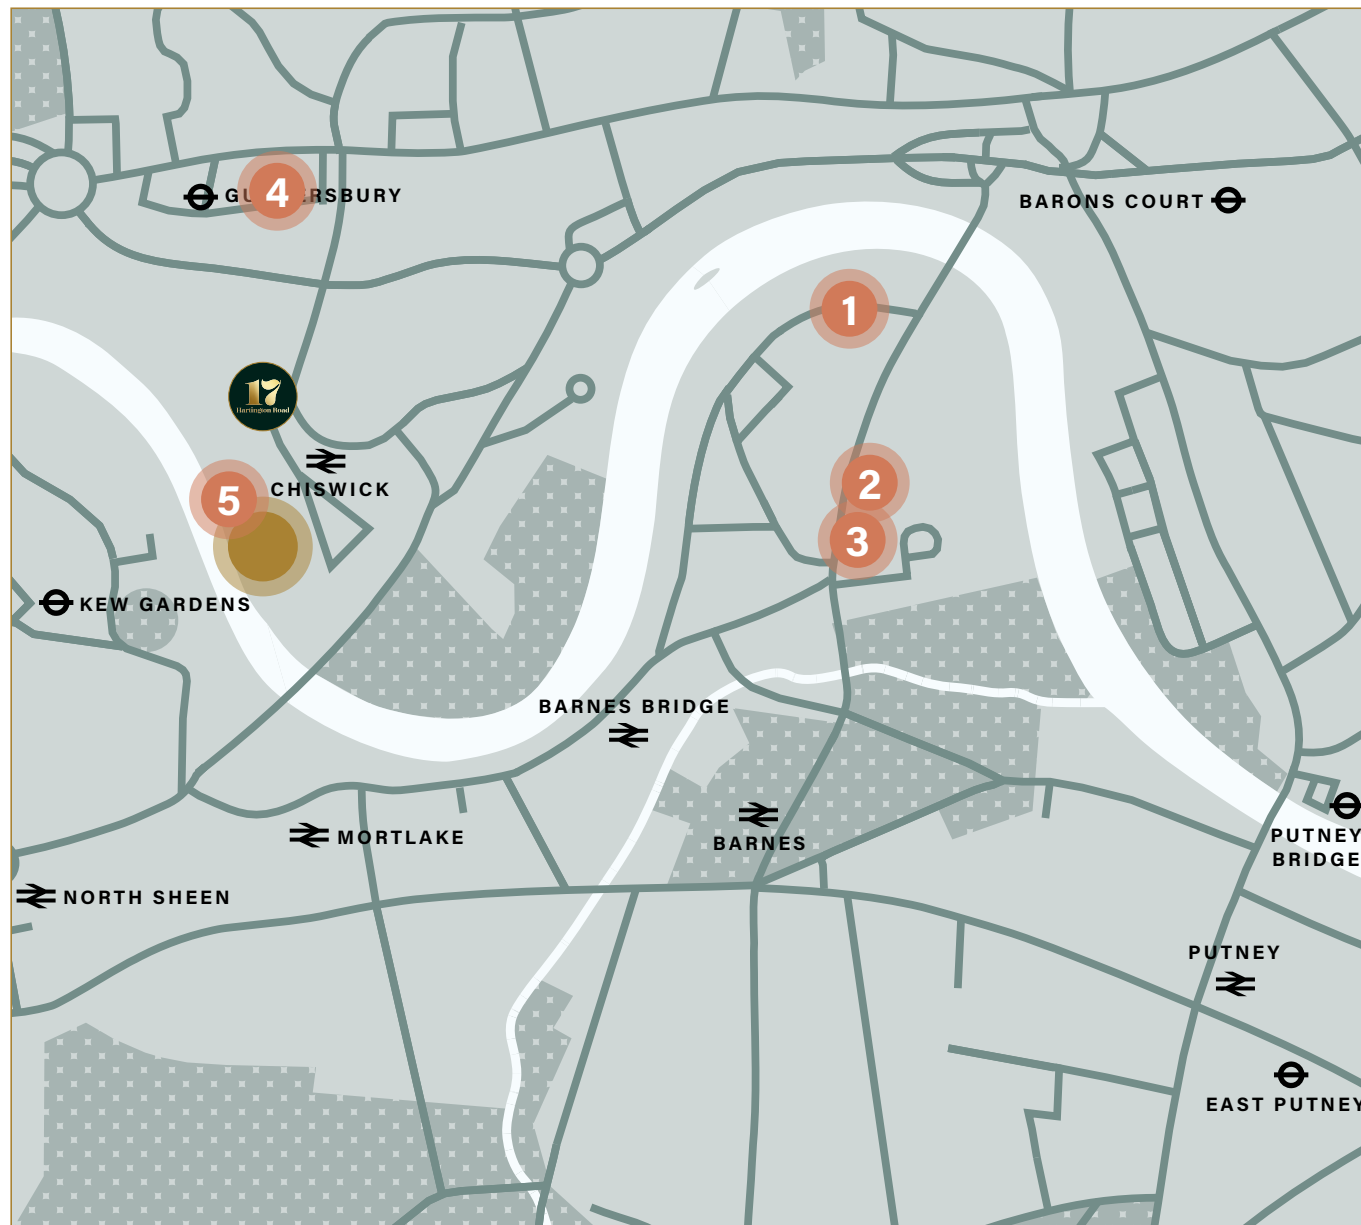 4
BARONS COURT
1
17
Hartington Road
2
5
CHISWICK
3
KEW GARDENS
BARNES BRIDGE
MORTLAKE
BARNES
PUTNEY
BRIDGE
NORTH SHEEN
PUTNEY
EAST PUTNEY